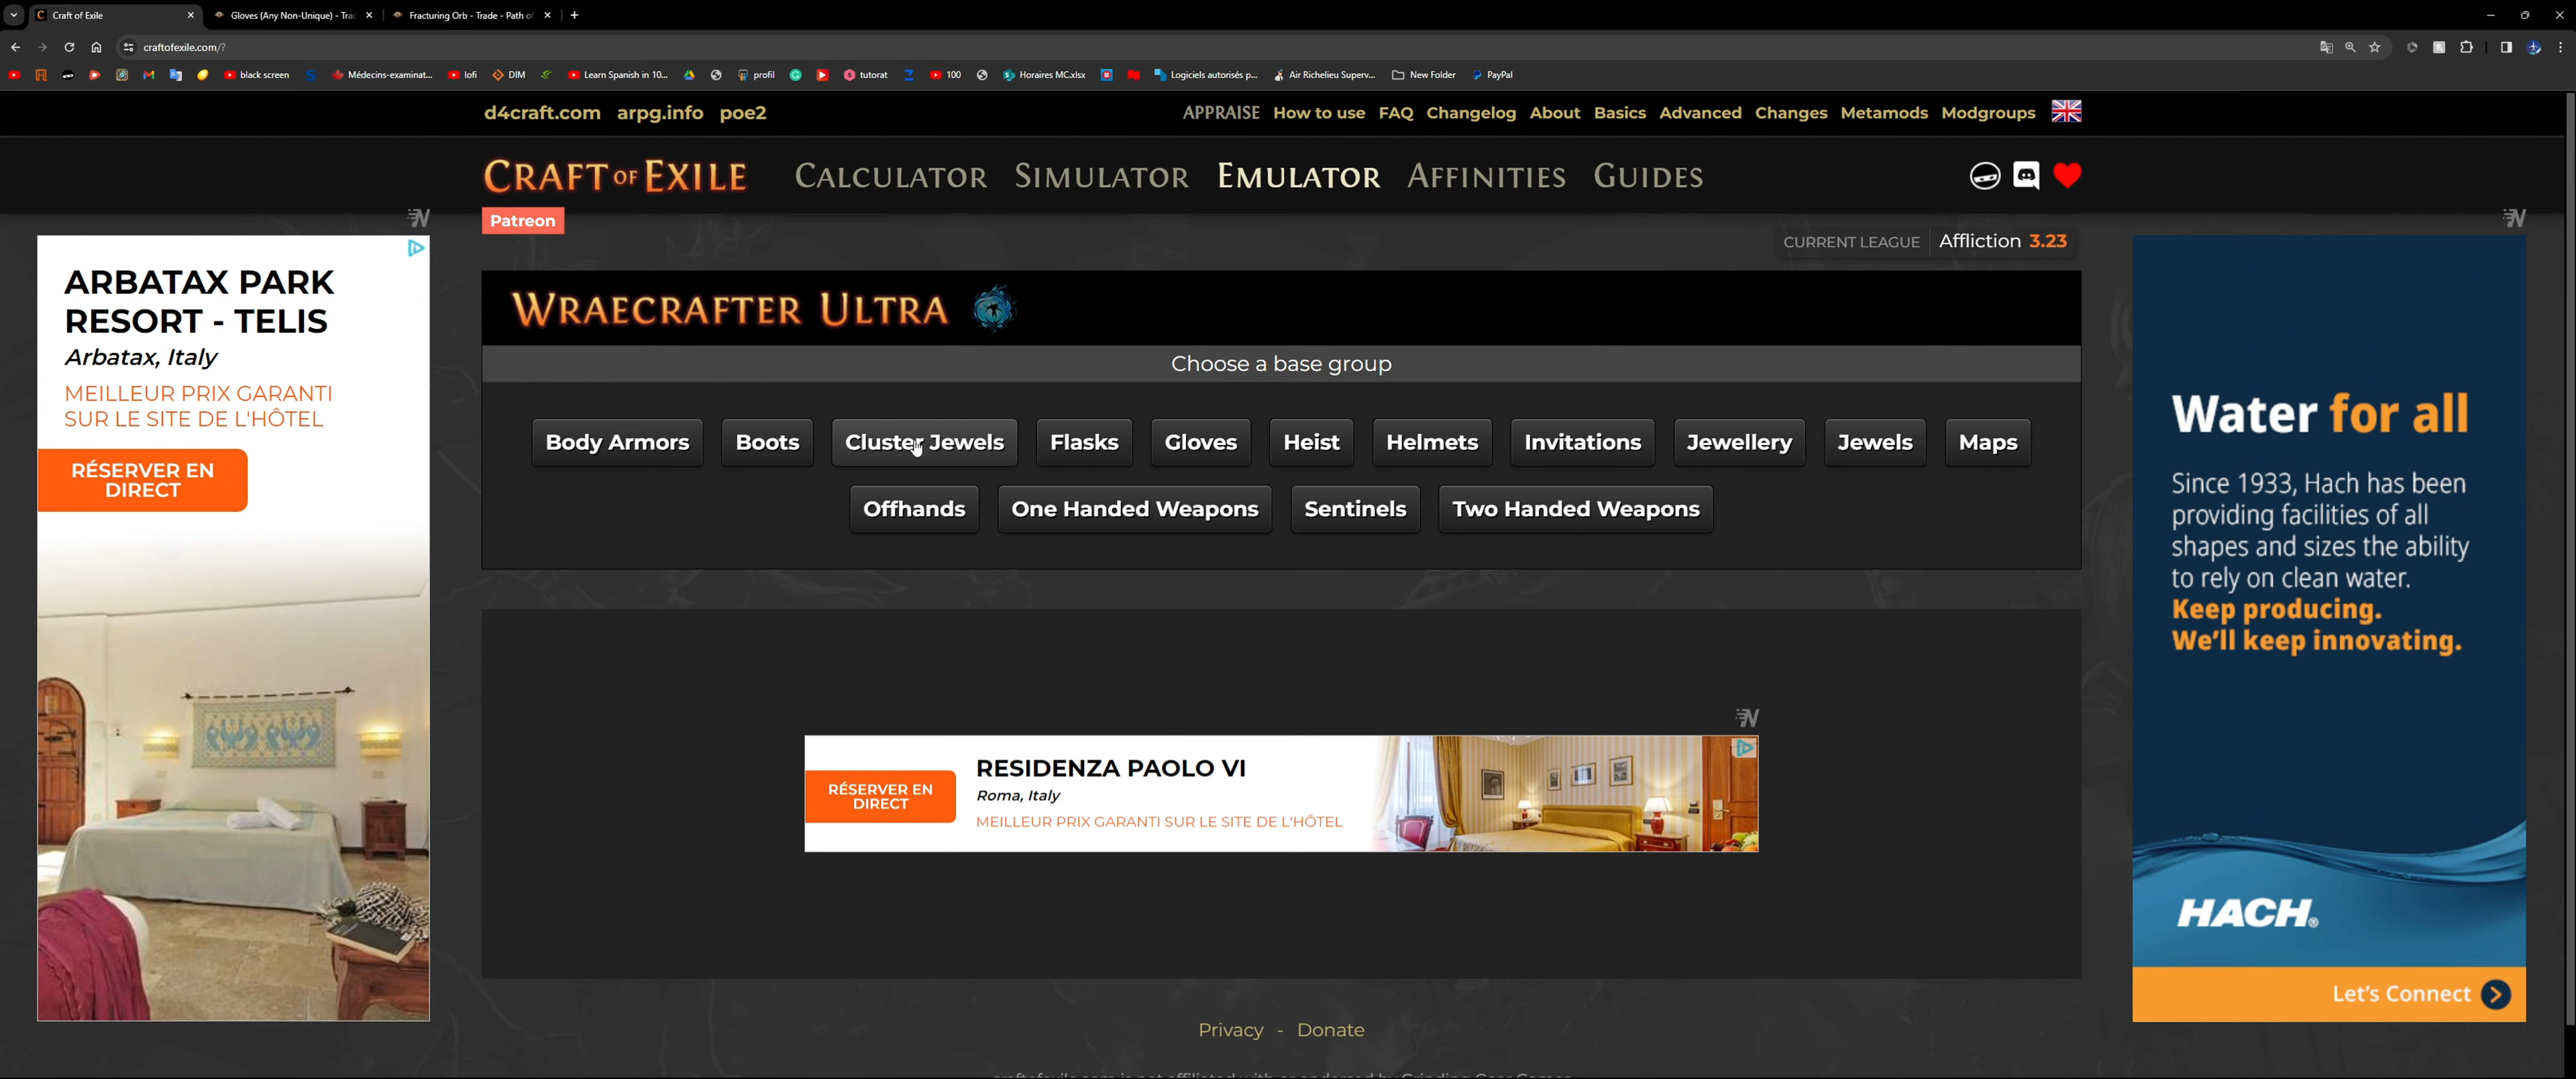 Craft of Exile
Gloves (Any Non-Unique) - Tra
Fracturing Orb - Trade - Path of
craftofexile.com/?
black screen
Médecins-examinat...
lofi
DIM
Learn Spanish in 10...
profil
tutorat
100
Horaires MC.xlsx
Logiciels autorisés p...
Air Richelieu Superv...
New Folder
PayPal
d4craft.com arpg.info poe2
APPRAISE How to use FAQ Changelog About Basics Advanced Changes Metamods Modgroups
CRAFT OF EXILE
CALCULATOR SIMULATOR EMULATOR AFFINITIES GUIDES
Patreon
CURRENT LEAGUE Affliction 3.23
ARBATAX PARK
RESORT - TELIS
Arbatax, Italy
MEILLEUR PRIX GARANTI
SUR LE SITE DE L'HÔTEL
RÉSERVER EN
DIRECT
WRAECRAFTER ULTRA
Choose a base group
Body Armors Boots Cluster Jewels Flasks Gloves Heist Helmets Invitations Jewellery Jewels Maps
Offhands One Handed Weapons Sentinels Two Handed Weapons
RÉSERVER EN
DIRECT
RESIDENZA PAOLO VI
Roma, Italy
MEILLEUR PRIX GARANTI SUR LE SITE DE L'HÔTEL
Water for all
Since 1933, Hach has been
providing facilities of all
shapes and sizes the ability
to rely on clean water.
Keep producing.
We'll keep innovating.
HACH®
Let's Connect
Privacy - Donate